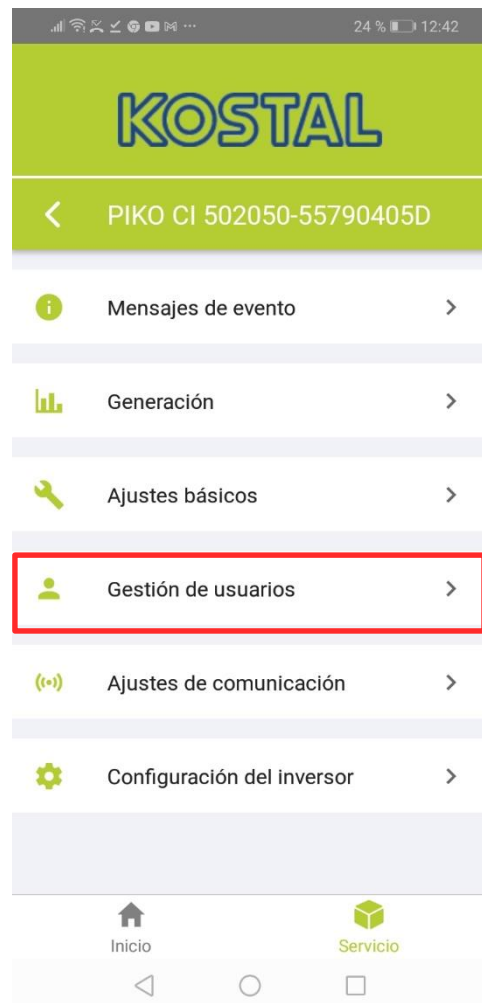 24 % 12:42
KOSTAL
PIKO CI 502050-55790405D
Mensajes de evento
Generación
Ajustes básicos
Gestión de usuarios
Ajustes de comunicación
Configuración del inversor
Inicio
Servicio